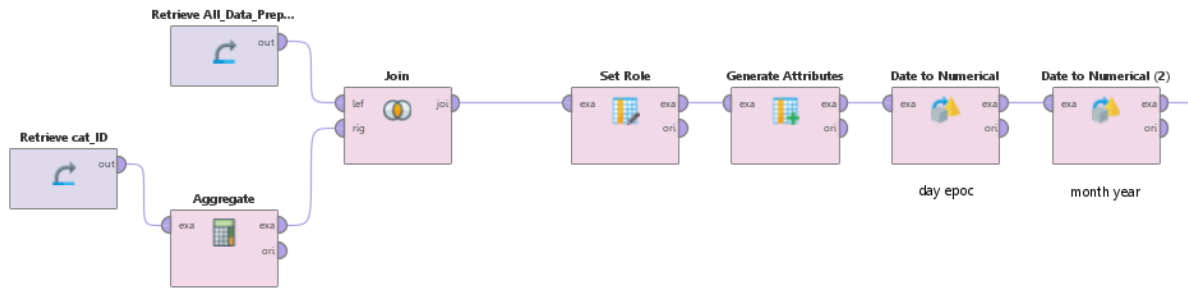 Retrieve All_Data_Prep...
out
Join
lef
joi
rig
Set Role
exa
exa
ori
Generate Attributes
exa
exa
ori
Date to Numerical
exa
exa
ori
day epoc
Date to Numerical (2)
exa
exa
ori
month year
Retrieve cat_ID
out
Aggregate
exa
exa
ori